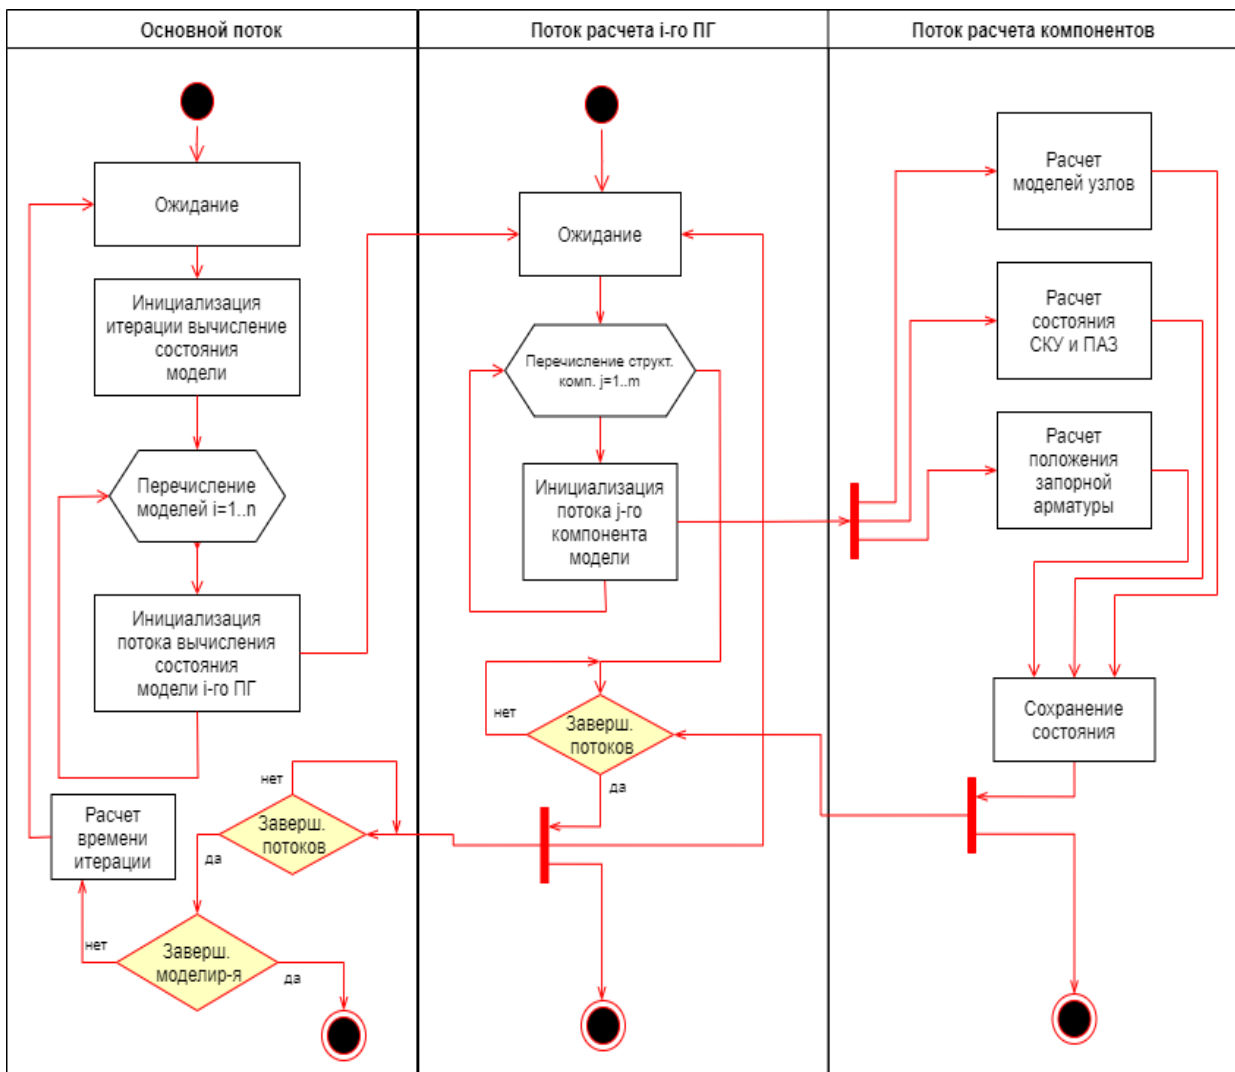 Основной поток
Поток расчета i-го ПГ
Поток расчета компонентов
Ожидание
Инициализация
итерации вычисление
состояния
модели
Перечисление
моделей i=1..n
Инициализация
потока вычисления
состояния
модели i-го ПГ
нет
Заверш.
потоков
да
Расчет
времени
итерации
нет
Заверш.
моделир-я
да
Ожидание
Перечисление структ.
комп. j=1..m
Инициализация
потока j-го
компонента
модели
нет
Заверш.
потоков
да
Расчет
моделей узлов
Расчет
состояния
СКУ и ПАЗ
Расчет
положения
запорной
арматуры
Сохранение
состояния